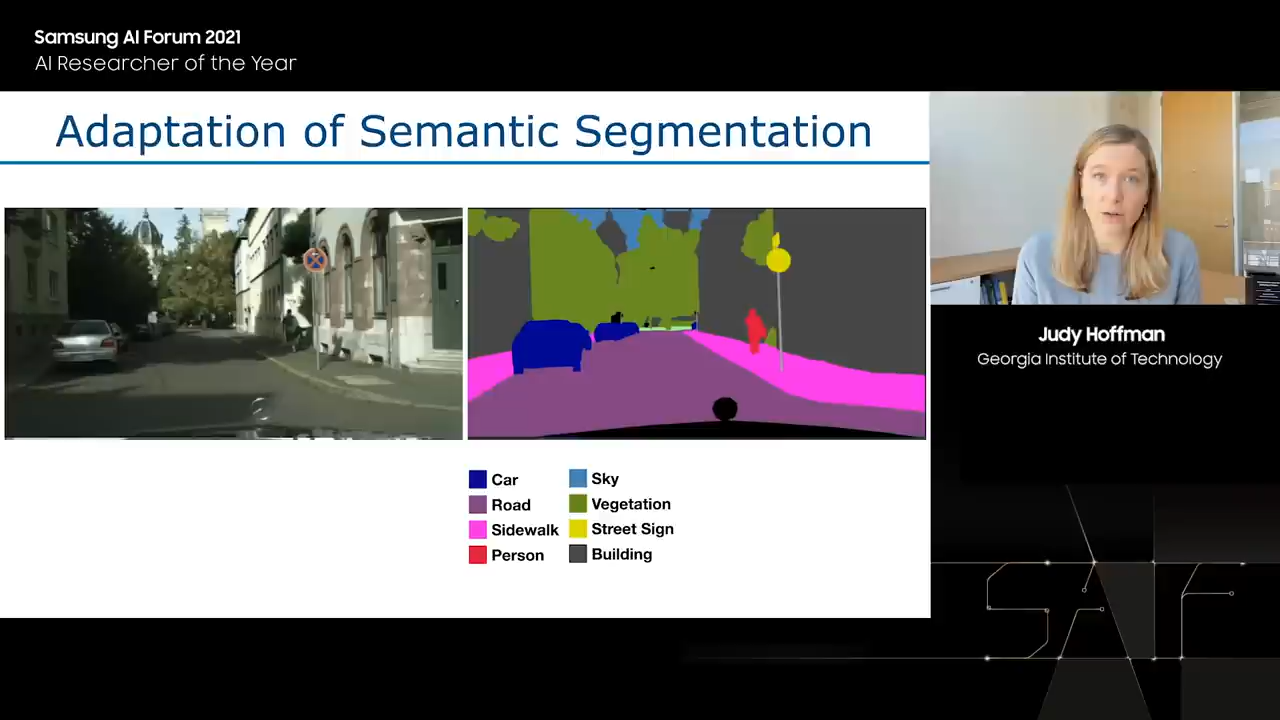 Samsung AI Forum 2021
AI Researcher of the Year
Adaptation of Semantic Segmentation
Judy Hoffman
Georgia Institute of Technology
Car
Road
Sidewalk
Person
Sky
Vegetation
Street Sign
Building
SAIF